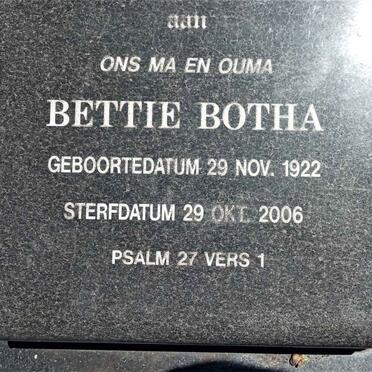 aan
ONS MA EN OUMA
BETTIE BOTHA
GEBOORTEDATUM 29 NOV. 1922
STERFDATUM 29 OKT. 2006
PSALM 27 VERS 1